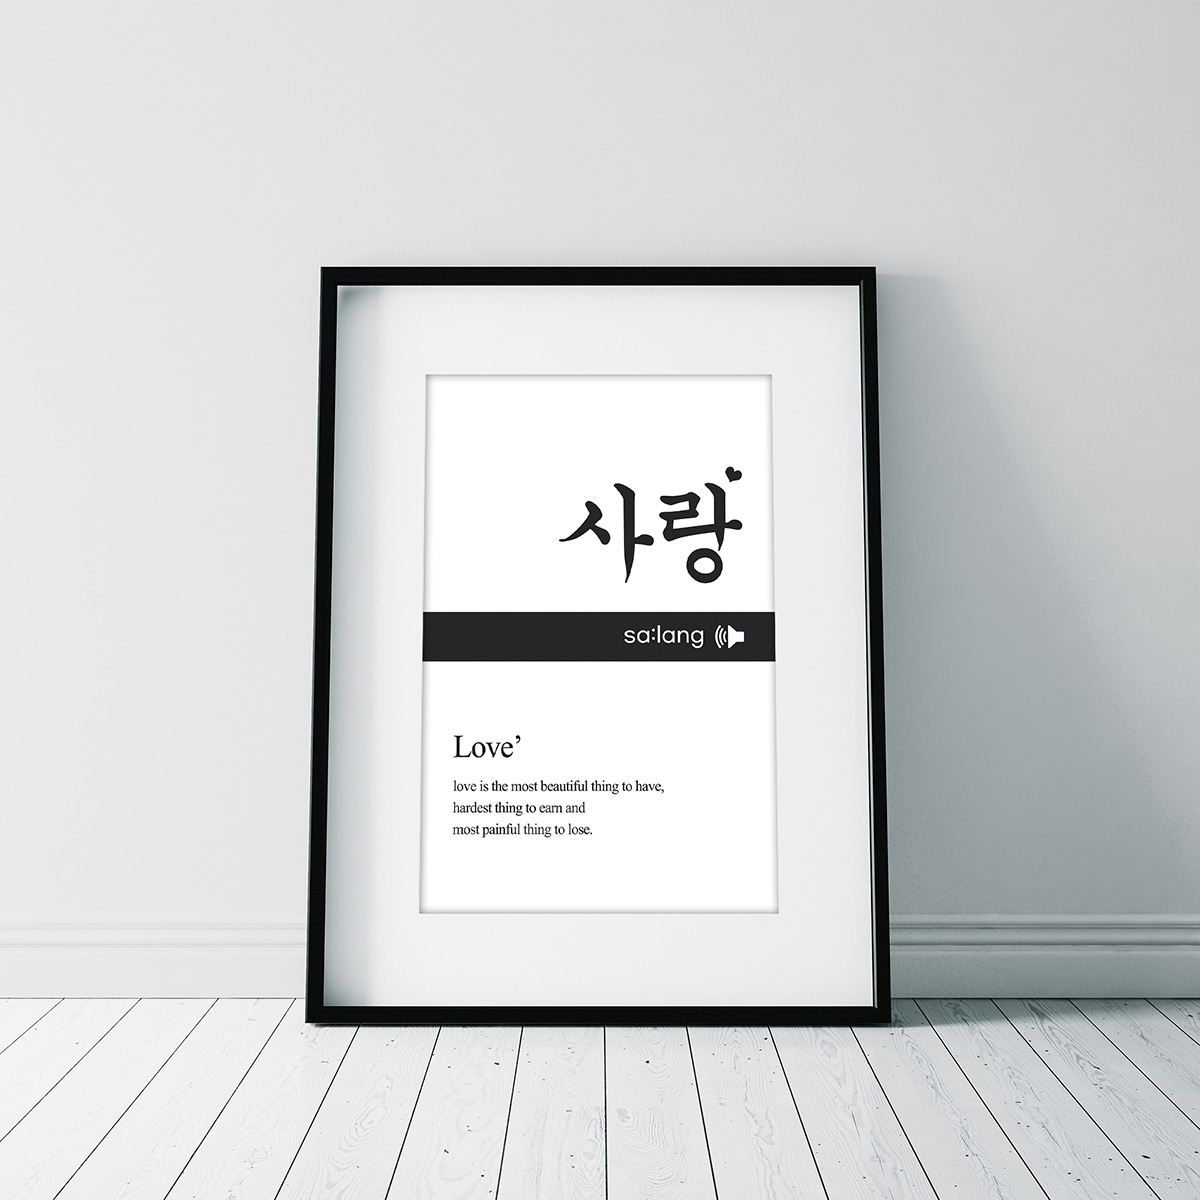 사랑
sa:lang
Love’
love is the most beautiful thing to have,
hardest thing to earn and
most painful thing to lose.